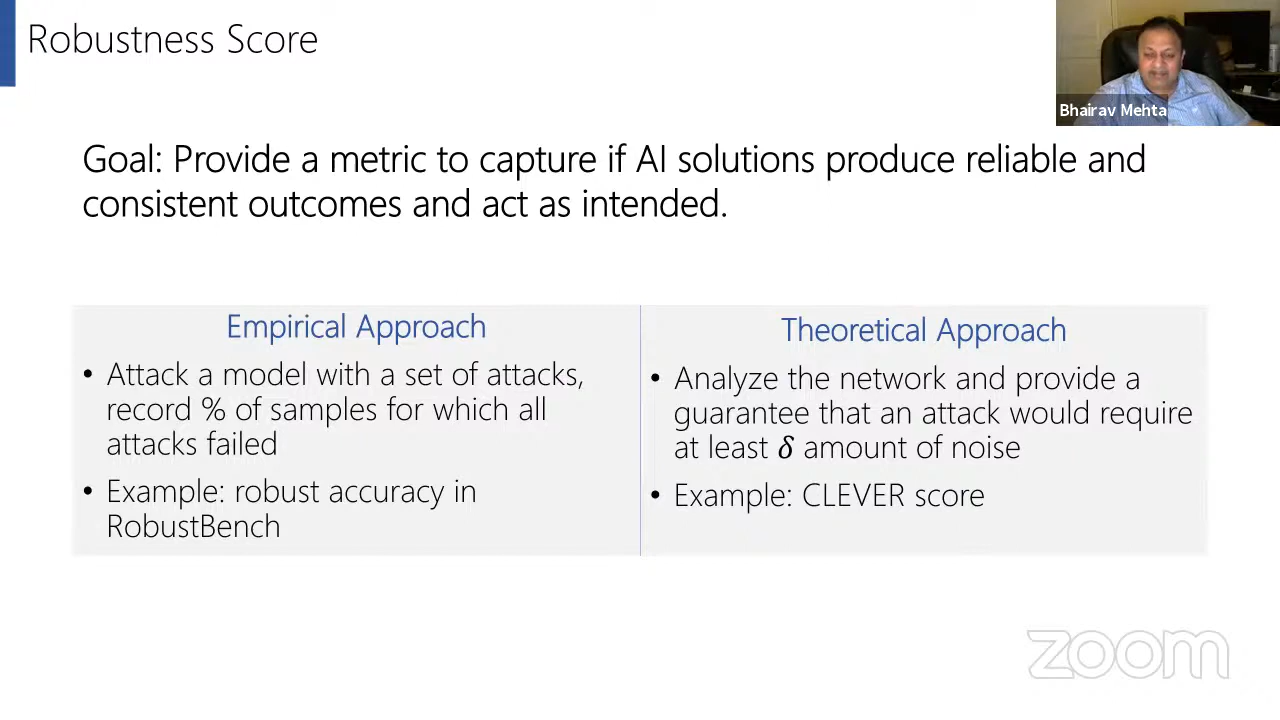 Robustness Score
Bhairav Mehta
Goal: Provide a metric to capture if AI solutions produce reliable and
consistent outcomes and act as intended.
Empirical Approach
• Attack a model with a set of attacks,
record % of samples for which all
attacks failed
• Example: robust accuracy in
RobustBench
Theoretical Approach
• Analyze the network and provide a
guarantee that an attack would require
at least δ amount of noise
• Example: CLEVER score
zoom